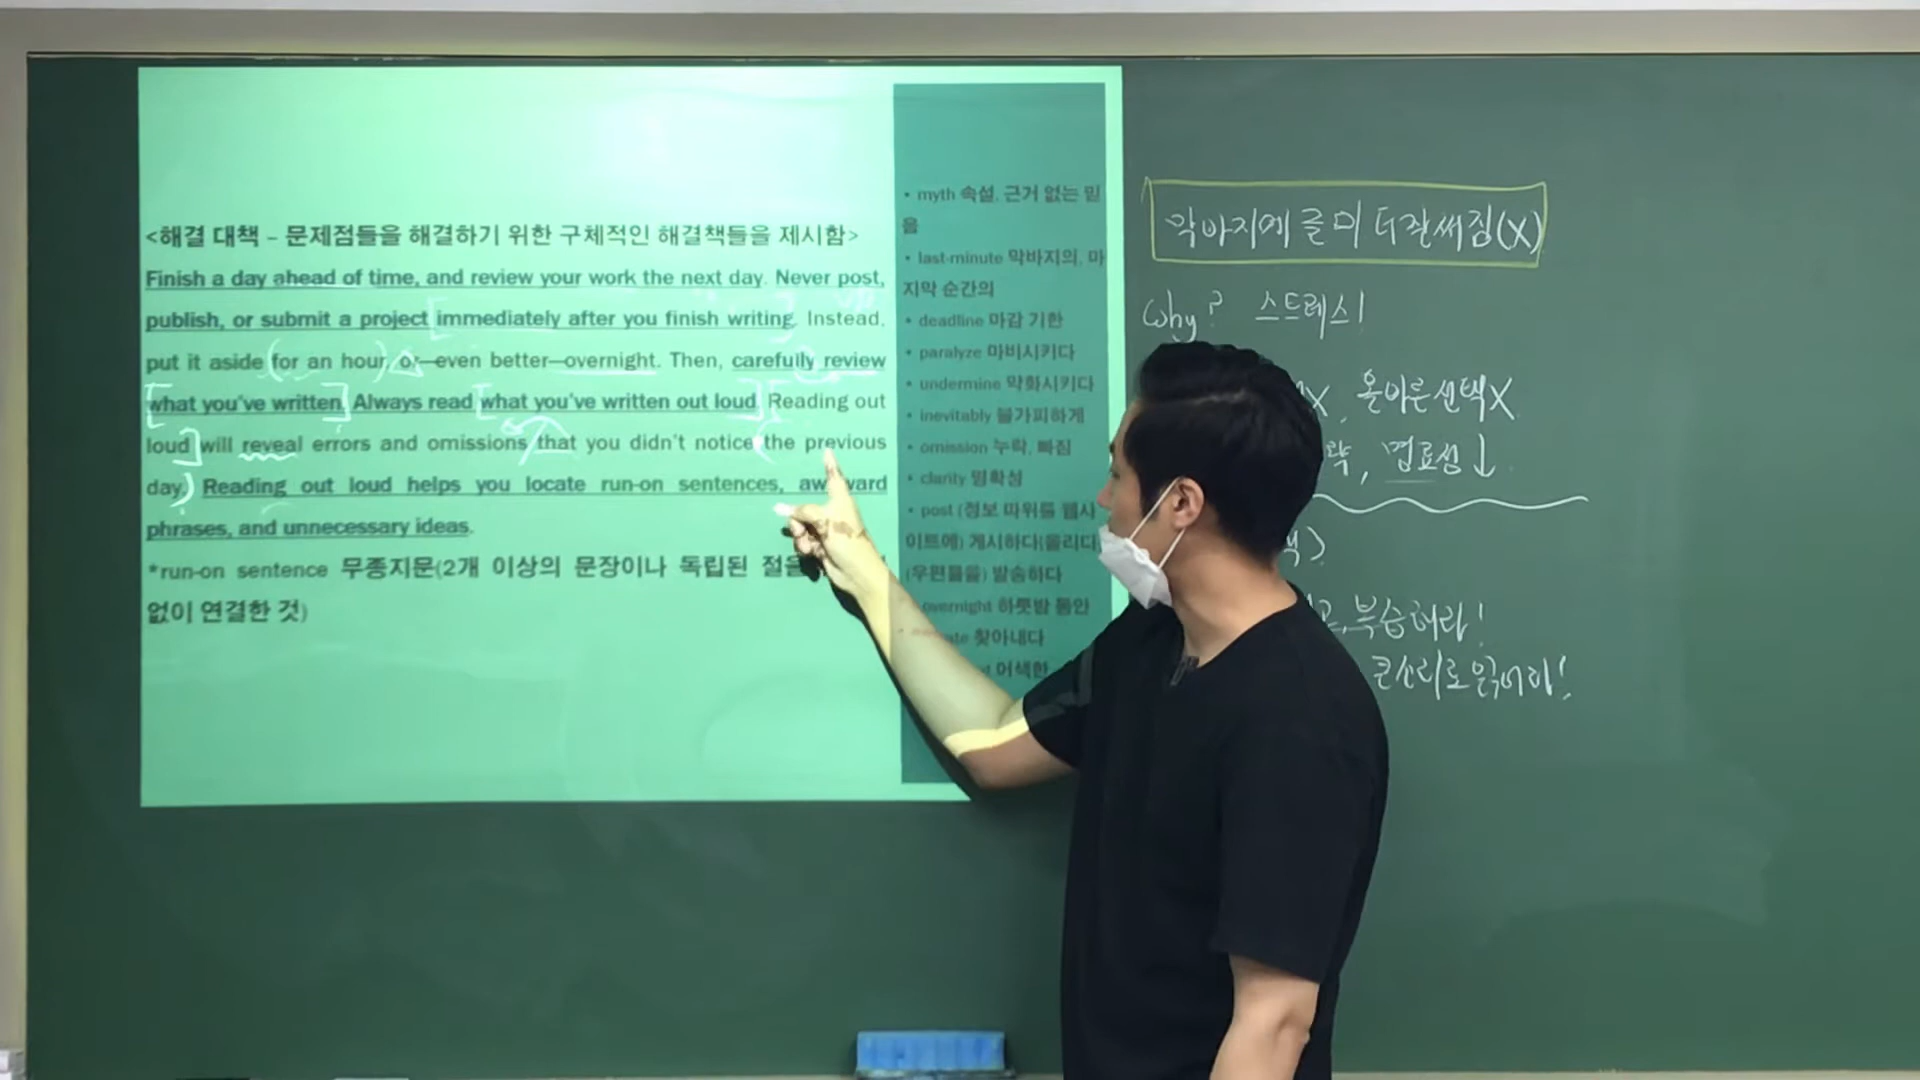 <해결 대책 – 문제점들을 해결하기 위한 구체적인 해결책들을 제시함>
Finish a day ahead of time, and review your work the next day. Never post,
publish, or submit a project immediately after you finish writing. Instead,
put it aside for an hour, or—even better—overnight. Then, carefully review
what you've written. Always read what you've written out loud. Reading out
loud will reveal errors and omissions that you didn't notice the previous
day. Reading out loud helps you locate run-on sentences, awkward
phrases, and unnecessary ideas.
*run-on sentence 무종지문(2개 이상의 문장이나 독립된 절을
없이 연결한 것)
• myth 속설, 근거 없는 믿
음
• last-minute 막바지의, 마
지막 순간의
• deadline 마감 기한
• paralyze 마비시키다
• undermine 약화시키다
• inevitably 불가피하게
• omission 누락, 빠짐
• clarity 명확성
• post (정보 따위를 웹사
이트에) 게시하다(올리다)
(우편물을) 발송하다
overnight 하룻밤 동안
찾아내다
어색한
막바지에 글이 더 잘써짐(X)
Why? 스트레스!
X, 올바른선택X
락, 명료성↓
책>
고, 복습해라!
큰소리로 읽어라!